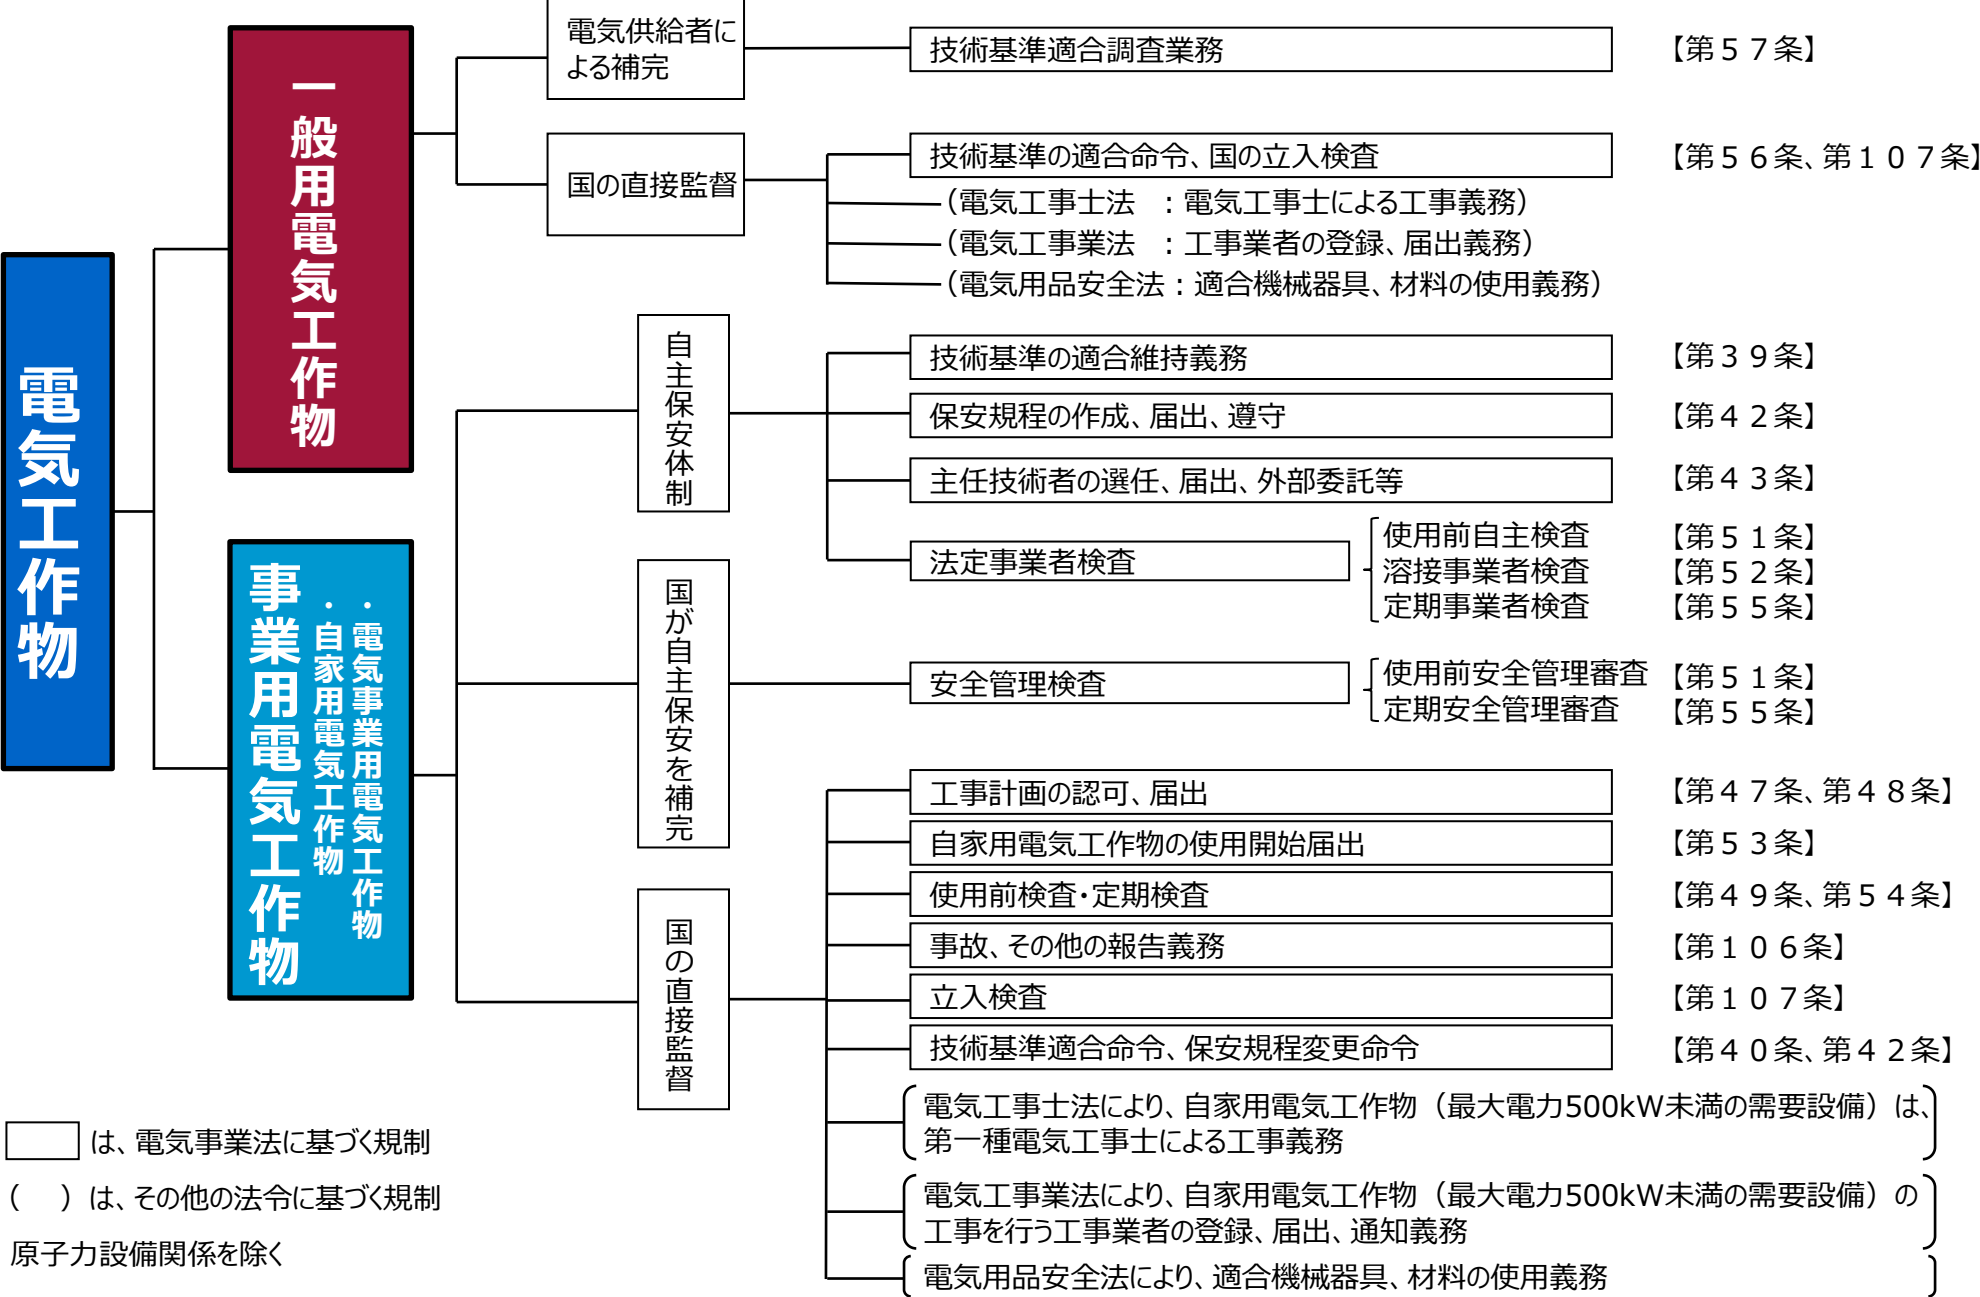 電気工作物
一般用電気工作物
電気供給者に
よる補完
技術基準適合調査業務
【第57条】
国の直接監督
技術基準の適合命令、国の立入検査
【第56条、第107条】
（電気工事士法　：電気工事士による工事義務）
（電気工事業法　：工事業者の登録、届出義務）
（電気用品安全法：適合機械器具、材料の使用義務）
事業用電気工作物
・電気事業用電気工作物
・自家用電気工作物
自主保安体制
技術基準の適合維持義務
【第39条】
保安規程の作成、届出、遵守
【第42条】
主任技術者の選任、届出、外部委託等
【第43条】
法定事業者検査
使用前自主検査
【第51条】
溶接事業者検査
【第52条】
定期事業者検査
【第55条】
国が自主保安を補完
安全管理検査
使用前安全管理審査
【第51条】
定期安全管理審査
【第55条】
国の直接監督
工事計画の認可、届出
【第47条、第48条】
自家用電気工作物の使用開始届出
【第53条】
使用前検査・定期検査
【第49条、第54条】
事故、その他の報告義務
【第106条】
立入検査
【第107条】
技術基準適合命令、保安規程変更命令
【第40条、第42条】
電気工事士法により、自家用電気工作物（最大電力500kW未満の需要設備）は、
第一種電気工事士による工事義務
電気工事業法により、自家用電気工作物（最大電力500kW未満の需要設備）の
工事を行う工事業者の登録、届出、通知義務
電気用品安全法により、適合機械器具、材料の使用義務
は、電気事業法に基づく規制
（　）は、その他の法令に基づく規制
原子力設備関係を除く